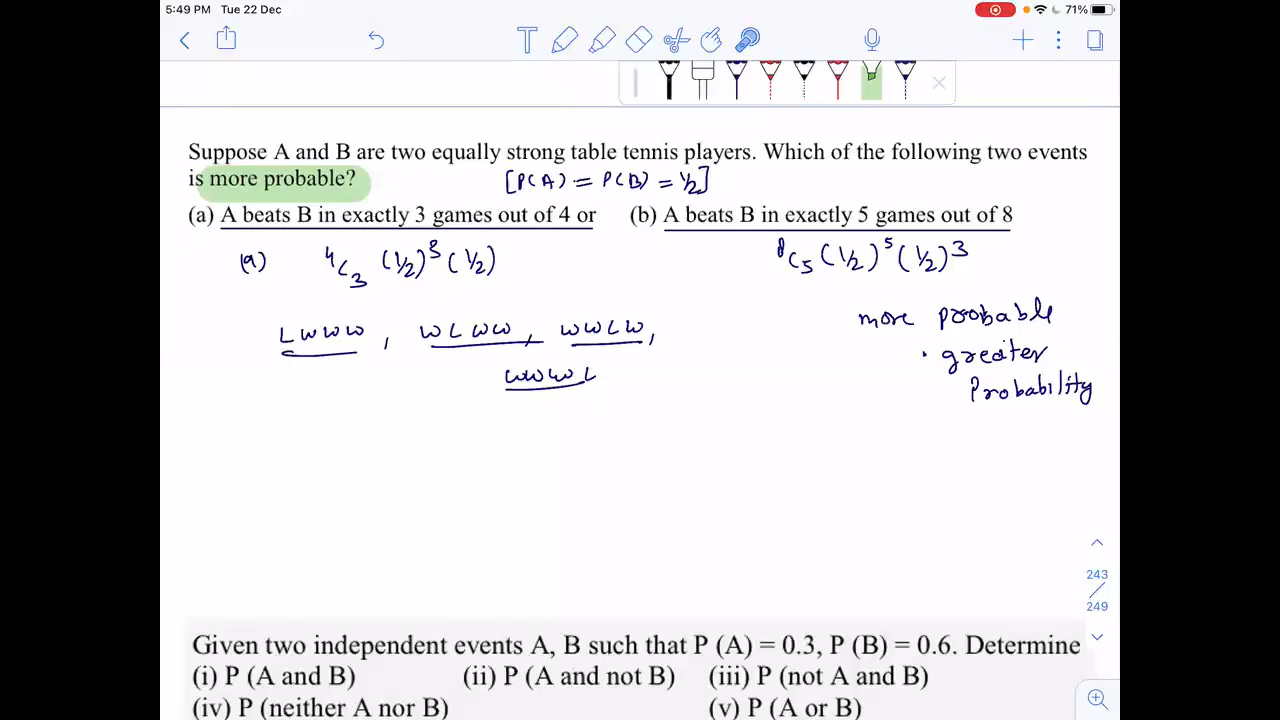 5:49 PM Tue 22 Dec
71%
Suppose A and B are two equally strong table tennis players. Which of the following two events
is more probable? [P(A) = P(B) = 1/2]
(a) A beats B in exactly 3 games out of 4 or (b) A beats B in exactly 5 games out of 8
(a) ⁴C₃ (1/2)³ (1/2) ⁸C₅ (1/2)⁵ (1/2)³
more probable
LWWW, WLWW, WWLW,
· greater
WWWL
Probability
243
/
249
Given two independent events A, B such that P (A) = 0.3, P (B) = 0.6. Determine
(i) P (A and B) (ii) P (A and not B) (iii) P (not A and B)
(iv) P (neither A nor B) (v) P (A or B)